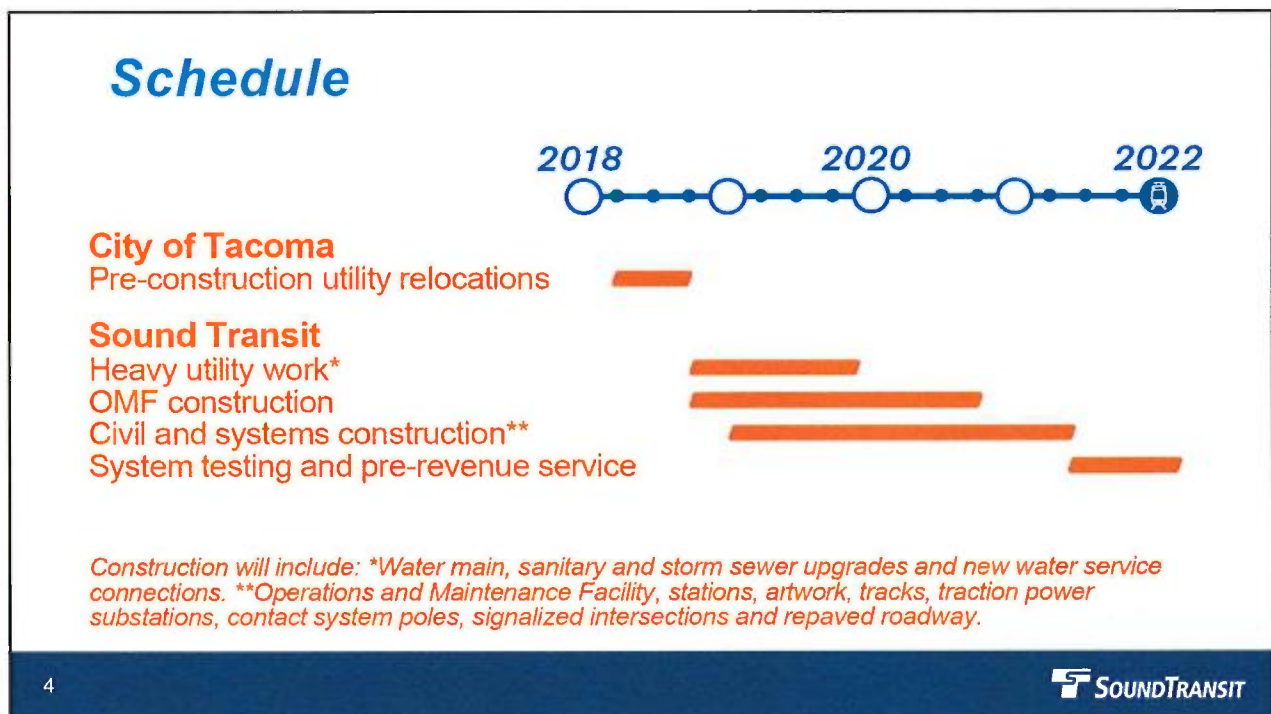 Schedule
2018 2020 2022
City of Tacoma
Pre-construction utility relocations
Sound Transit
Heavy utility work*
OMF construction
Civil and systems construction**
System testing and pre-revenue service
Construction will include: *Water main, sanitary and storm sewer upgrades and new water service
connections. **Operations and Maintenance Facility, stations, artwork, tracks, traction power
substations, contact system poles, signalized intersections and repaved roadway.
4
SOUNDTRANSIT